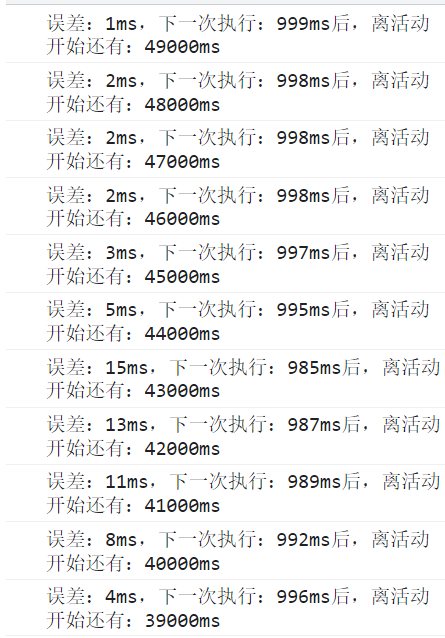 误差：1ms，下一次执行：999ms后，离活动
开始还有：49000ms
误差：2ms，下一次执行：998ms后，离活动
开始还有：48000ms
误差：2ms，下一次执行：998ms后，离活动
开始还有：47000ms
误差：2ms，下一次执行：998ms后，离活动
开始还有：46000ms
误差：3ms，下一次执行：997ms后，离活动
开始还有：45000ms
误差：5ms，下一次执行：995ms后，离活动
开始还有：44000ms
误差：15ms，下一次执行：985ms后，离活动
开始还有：43000ms
误差：13ms，下一次执行：987ms后，离活动
开始还有：42000ms
误差：11ms，下一次执行：989ms后，离活动
开始还有：41000ms
误差：8ms，下一次执行：992ms后，离活动
开始还有：40000ms
误差：4ms，下一次执行：996ms后，离活动
开始还有：39000ms